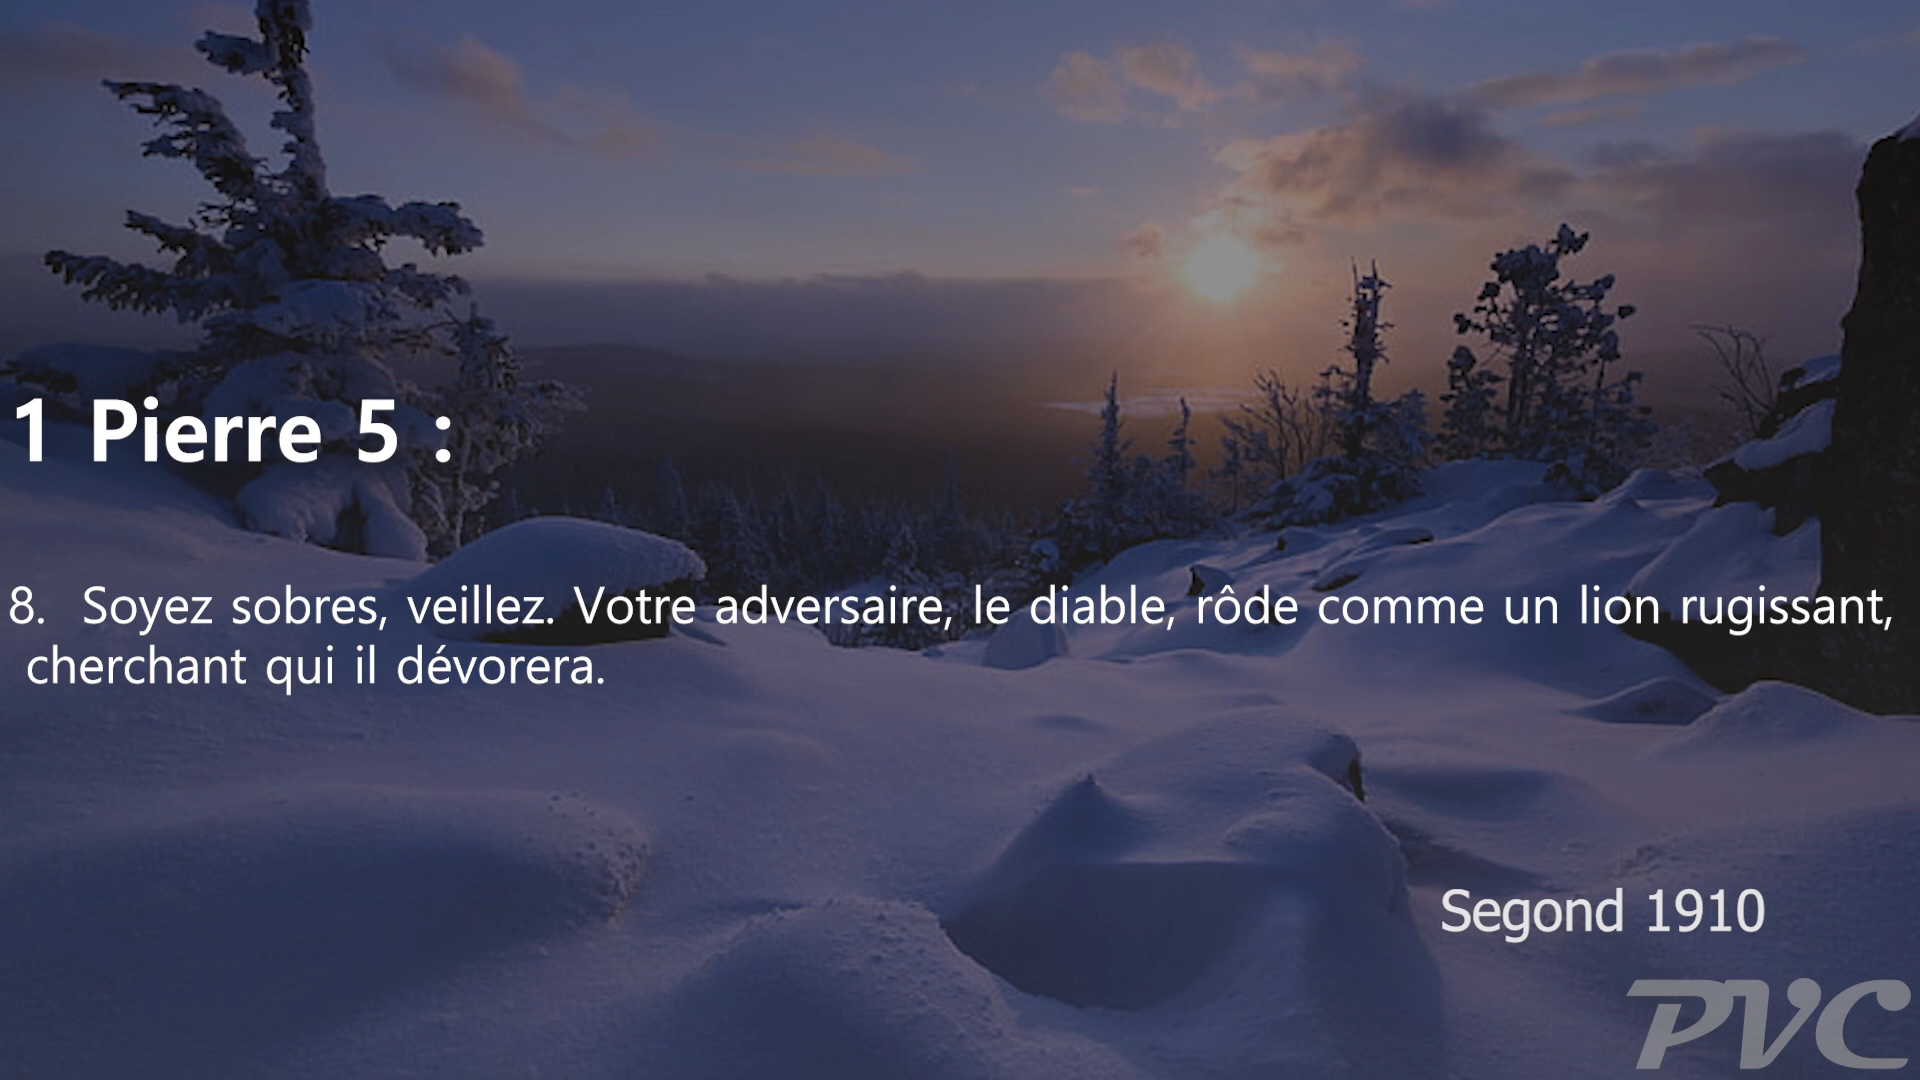 1 Pierre 5 :
8. Soyez sobres, veillez. Votre adversaire, le diable, rôde comme un lion rugissant,
cherchant qui il dévorera.
Segond 1910
PVC